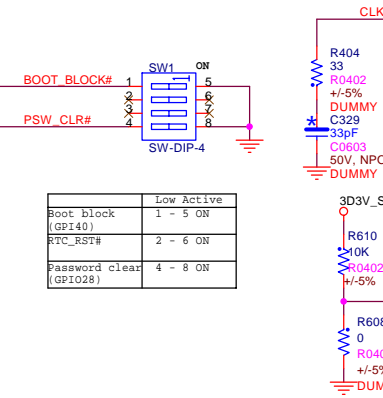 CLK
SW1
ON
BOOT_BLOCK#
1
5
2
6
3
7
PSW_CLR#
4
8
SW-DIP-4
R404
33
R0402
+/-5%
DUMMY
C329
33pF
C0603
50V, NPO
DUMMY
Low Active
Boot block
(GPI40)
1 - 5 ON
RTC_RST#
2 - 6 ON
Password clear
(GPIO28)
4 - 8 ON
3D3V_S
R610
10K
R0402
+/-5%
R608
0
R040
+/-5%
DUM